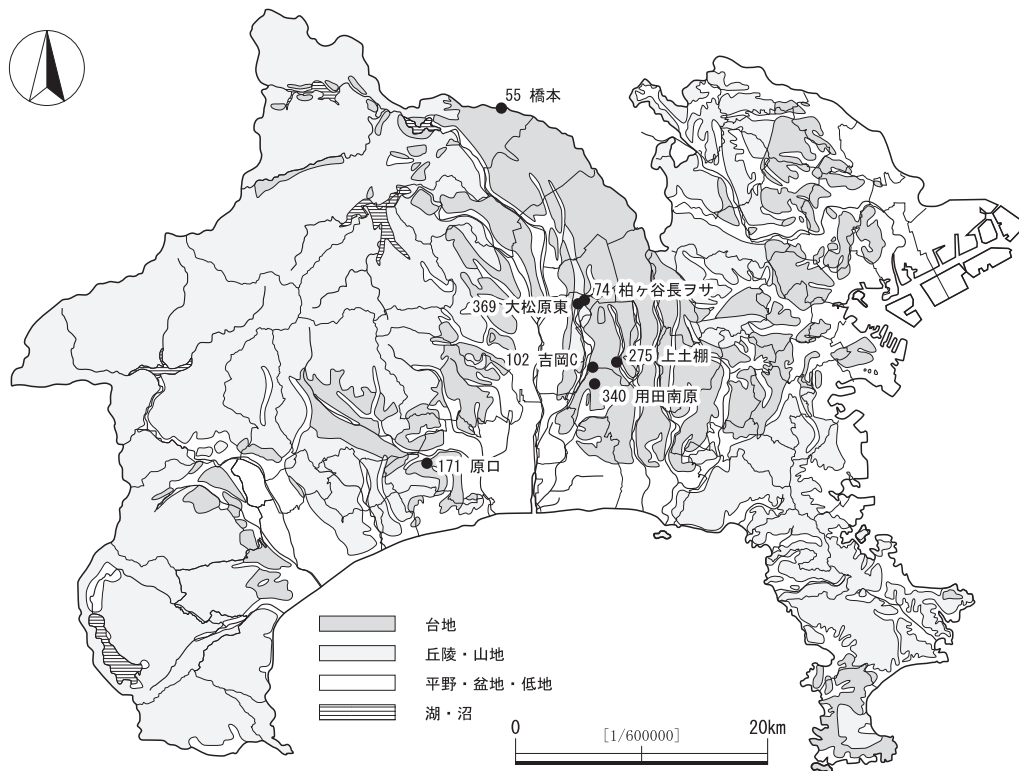 55 橋本
74 柏ヶ谷長ヲサ
369 大松原東
102 吉岡C
275 上土棚
340 用田南原
171 原口
台地
丘陵・山地
平野・盆地・低地
湖・沼
0
[1/600000]
20km